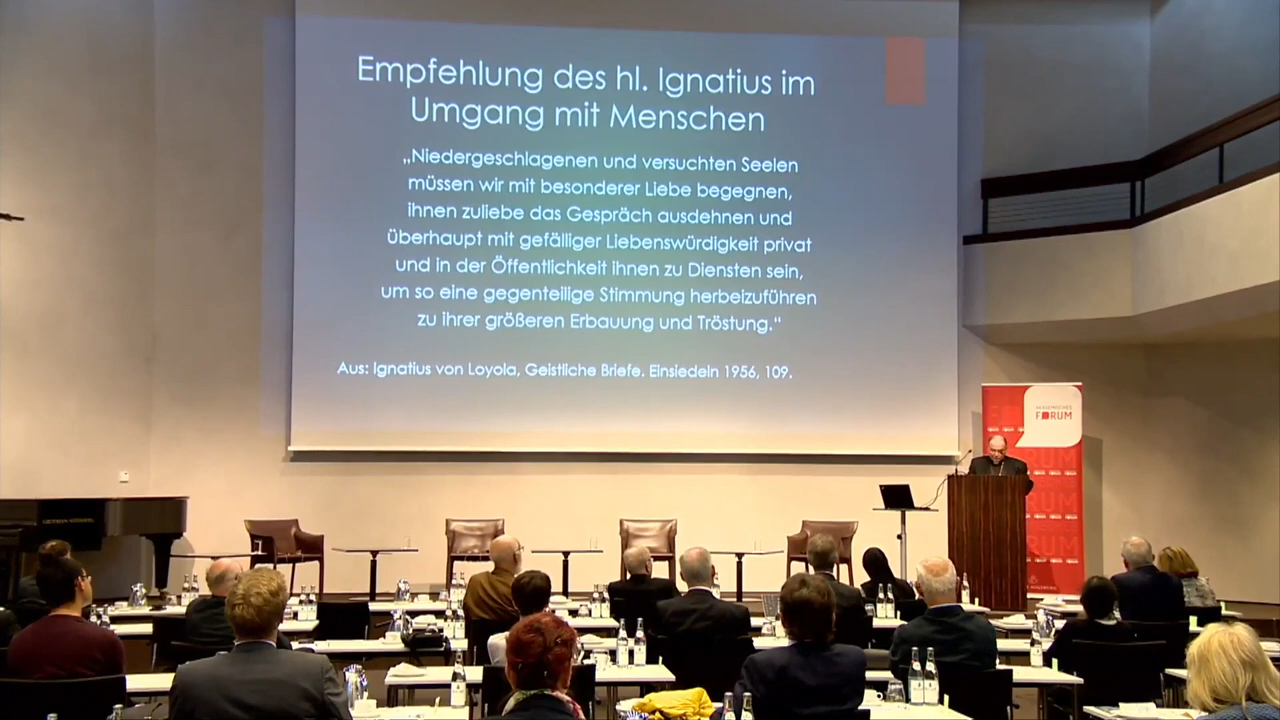 Empfehlung des hl. Ignatius im
Umgang mit Menschen
„Niedergeschlagenen und versuchten Seelen
müssen wir mit besonderer Liebe begegnen,
ihnen zuliebe das Gespräch ausdehnen und
überhaupt mit gefälliger Liebenswürdigkeit privat
und in der Öffentlichkeit ihnen zu Diensten sein,
um so eine gegenteilige Stimmung herbeizuführen
zu ihrer größeren Erbauung und Tröstung.“
Aus: Ignatius von Loyola, Geistliche Briefe. Einsiedeln 1956, 109.
AKADEMISCHES
FORUM